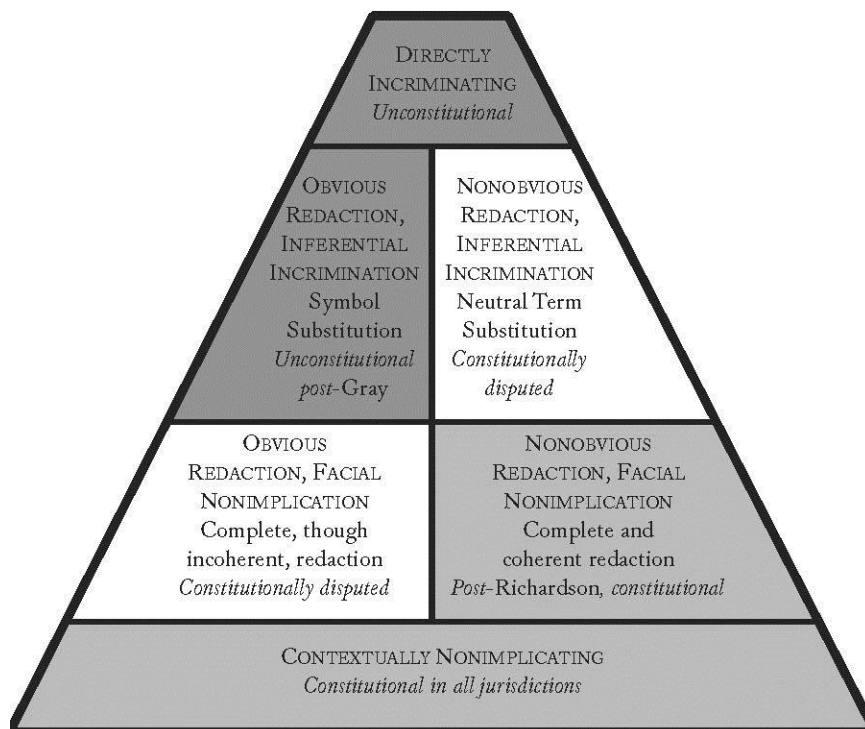 DIRECTLY
INCRIMINATING
Unconstitutional
OBVIOUS
REDACTION,
INFERENTIAL
INCRIMINATION
Symbol
Substitution
Unconstitutional
post-Gray
NONOBVIOUS
REDACTION,
INFERENTIAL
INCRIMINATION
Neutral Term
Substitution
Constitutionally
disputed
OBVIOUS
REDACTION, FACIAL
NONIMPLICATION
Complete, though
incoherent, redaction
Constitutionally disputed
NONOBVIOUS
REDACTION, FACIAL
NONIMPLICATION
Complete and
coherent redaction
Post-Richardson, constitutional
CONTEXTUALLY NONIMPLICATING
Constitutional in all jurisdictions